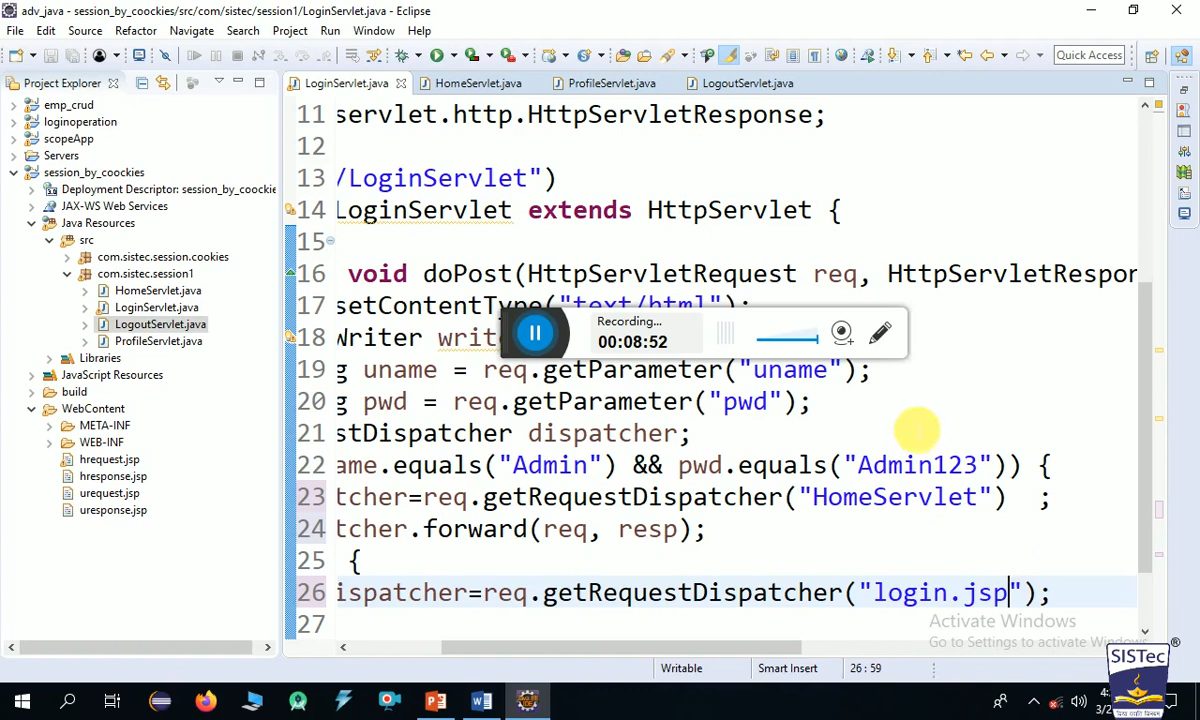 adv_java - session_by_coockies/src/com/sistec/session1/LoginServlet.java - Eclipse
File Edit Source Refactor Navigate Search Project Run Window Help
Quick Access
Project Explorer
LoginServlet.java HomeServlet.java ProfileServlet.java LogoutServlet.java
emp_crud
loginoperation
scopeApp
Servers
session_by_coockies
Deployment Descriptor: session_by_coockie
JAX-WS Web Services
Java Resources
src
com.sistec.session.cookies
com.sistec.session1
HomeServlet.java
LoginServlet.java
LogoutServlet.java
ProfileServlet.java
Libraries
JavaScript Resources
build
WebContent
META-INF
WEB-INF
hrequest.jsp
hresponse.jsp
urequest.jsp
uresponse.jsp
11 servlet.http.HttpServletResponse;
12
13 /LoginServlet")
14 LoginServlet extends HttpServlet {
15
16 void doPost(HttpServletRequest req, HttpServletRespon
17 setContentType("text/html");
18 Writer
19 g uname = req.getParameter("uname");
20 g pwd = req.getParameter("pwd");
21 stDispatcher dispatcher;
22 ame.equals("Admin") && pwd.equals("Admin123")) {
23 tcher=req.getRequestDispatcher("HomeServlet") ;
24 tcher.forward(req, resp);
25 {
26 ispatcher=req.getRequestDispatcher("login.jsp");
27
Recording...
00:08:52
Activate Windows
Go to Settings to activate Windows.
Writable Smart Insert 26 : 59
SISTec
®